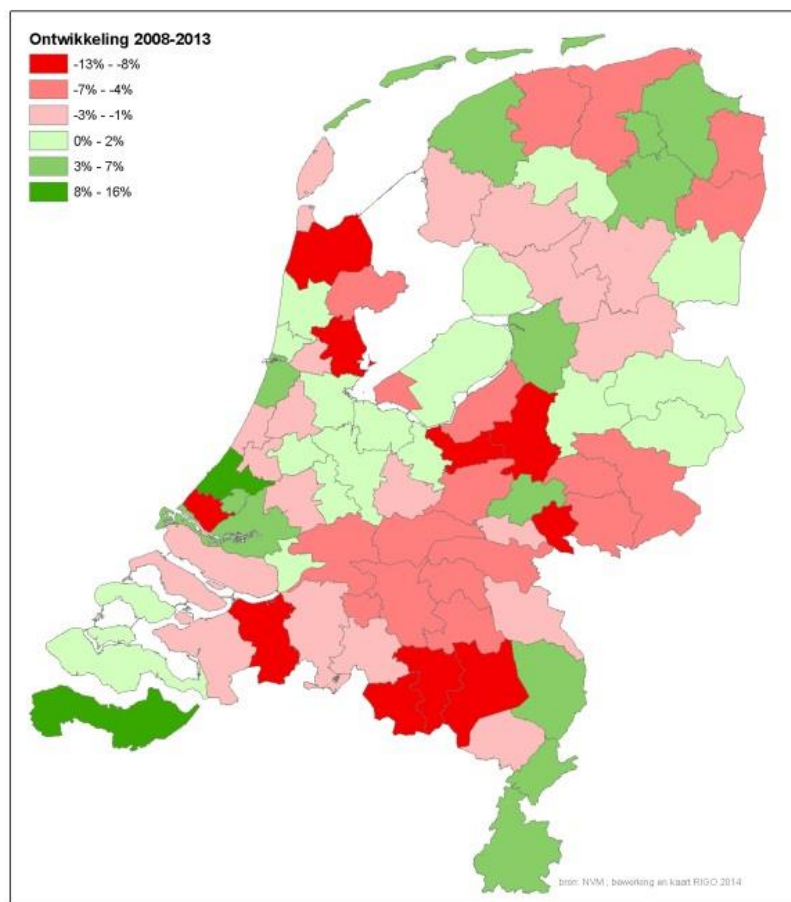 Ontwikkeling 2008-2013
-13% - -8%
-7% - -4%
-3% - -1%
0% - 2%
3% - 7%
8% - 16%
bron: NVM ; bewerking en kaart RIGO 2014